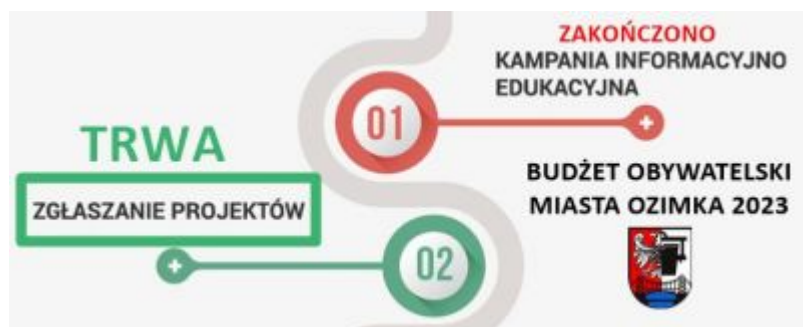 ZAKOŃCZONO
KAMPANIA INFORMACYJNO
EDUKACYJNA
01
TRWA
ZGŁASZANIE PROJEKTÓW
02
BUDŻET OBYWATELSKI
MIASTA OZIMKA 2023